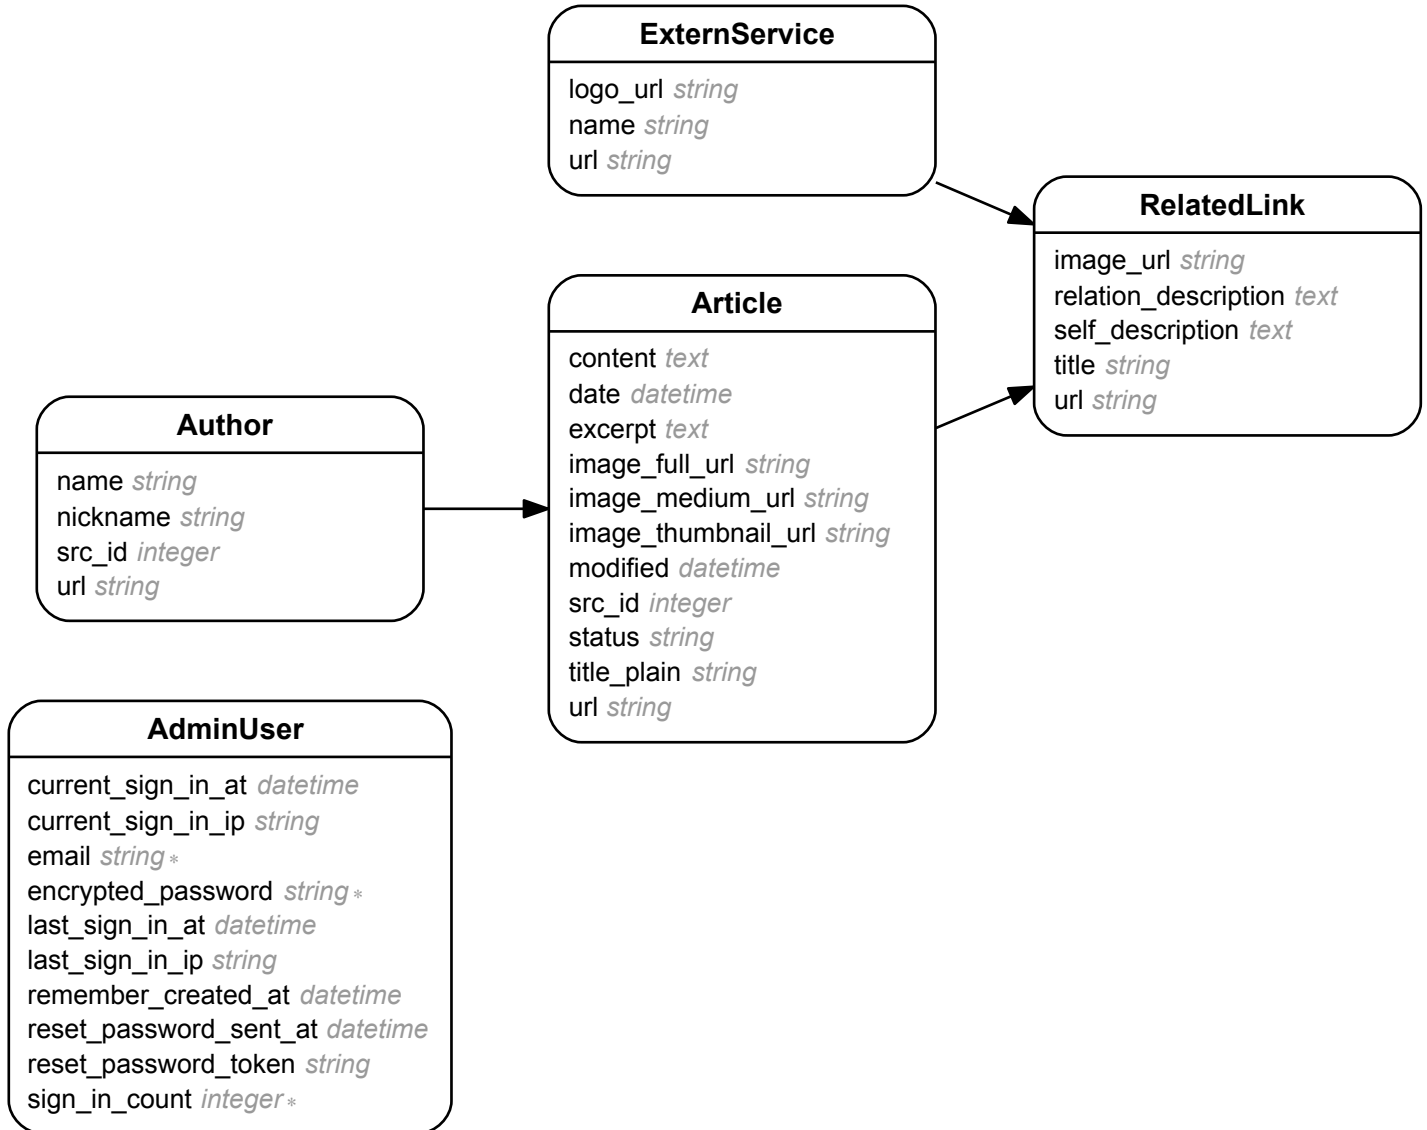 ExternService
logo_url string
name string
url string
RelatedLink
image_url string
relation_description text
self_description text
title string
url string
Article
content text
date datetime
excerpt text
image_full_url string
image_medium_url string
image_thumbnail_url string
modified datetime
src_id integer
status string
title_plain string
url string
Author
name string
nickname string
src_id integer
url string
AdminUser
current_sign_in_at datetime
current_sign_in_ip string
email string *
encrypted_password string *
last_sign_in_at datetime
last_sign_in_ip string
remember_created_at datetime
reset_password_sent_at datetime
reset_password_token string
sign_in_count integer *